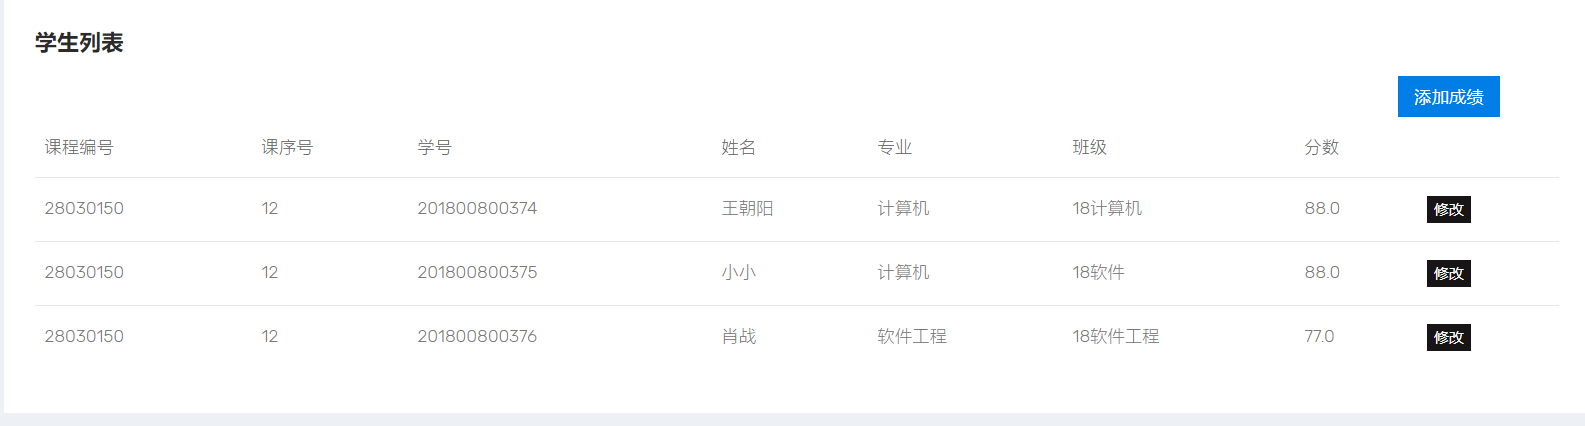 学生列表
添加成绩
课程编号 课序号 学号 姓名 专业 班级 分数
28030150 12 201800800374 王朝阳 计算机 18计算机 88.0 修改
28030150 12 201800800375 小小 计算机 18软件 88.0 修改
28030150 12 201800800376 肖战 软件工程 18软件工程 77.0 修改